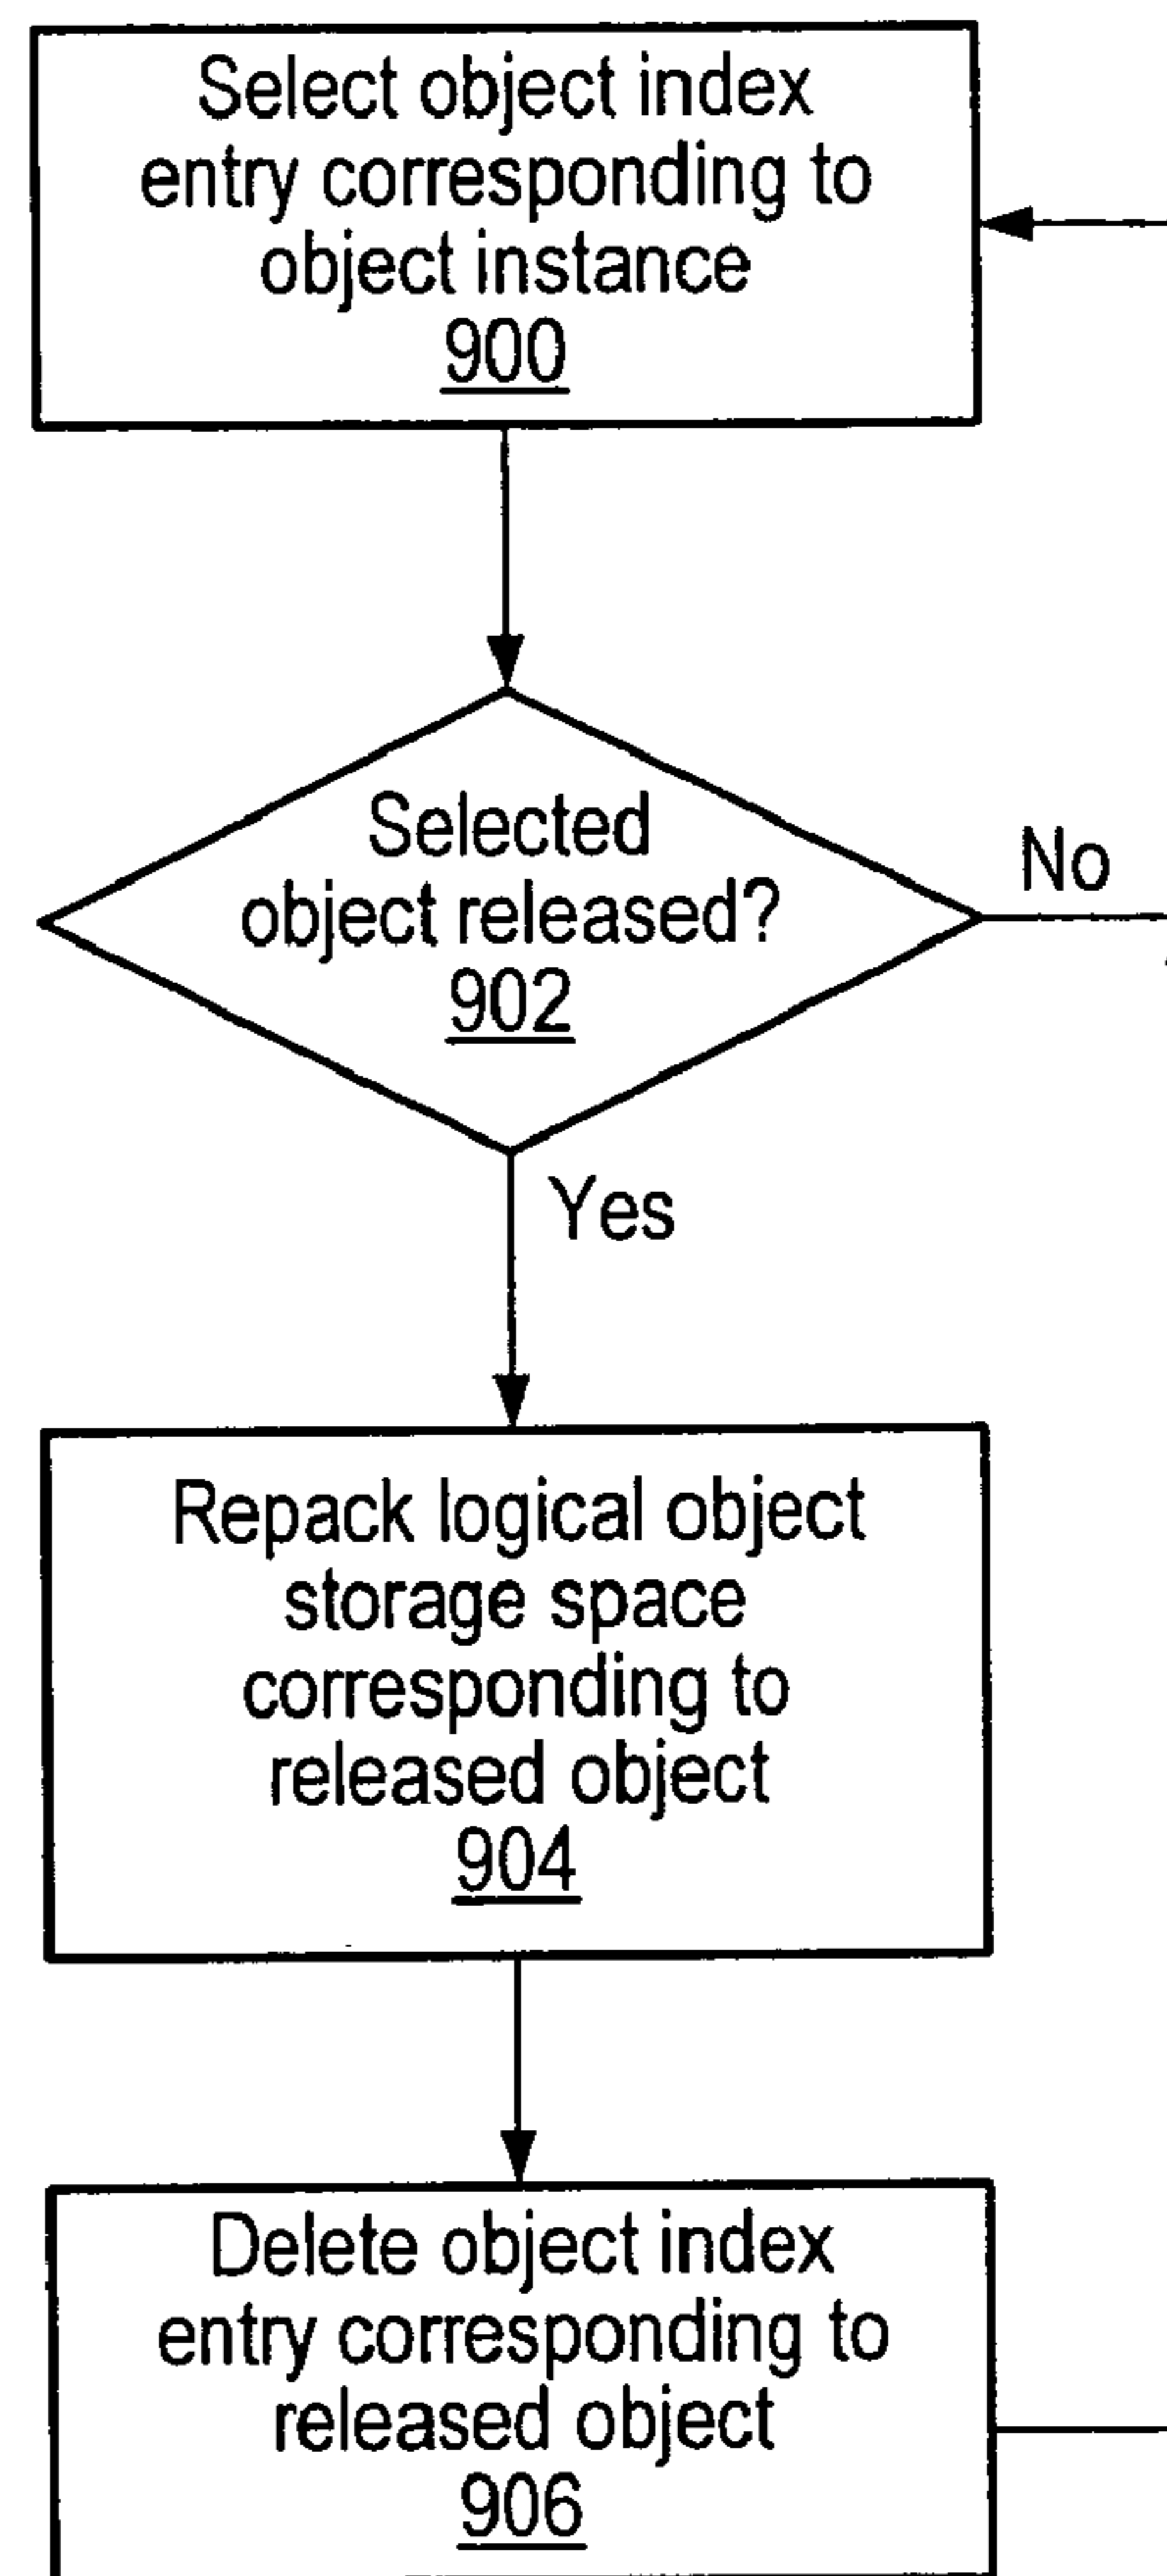 Select object index
entry corresponding to
object instance
900
Selected
object released?
902
No
Yes
Repack logical object
storage space
corresponding to
released object
904
Delete object index
entry corresponding to
released object
906